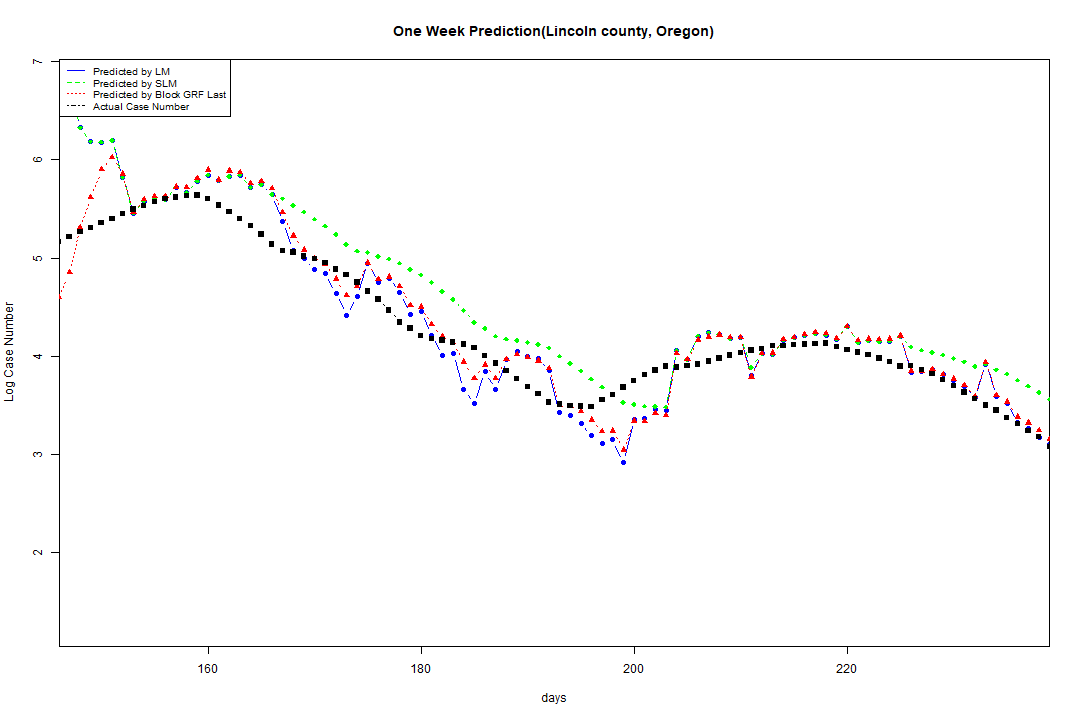 One Week Prediction(Lincoln county, Oregon)
Predicted by LM
Predicted by SLM
Predicted by Block GRF Last
Actual Case Number
Log Case Number
7
6
5
4
3
2
160
180
200
220
days